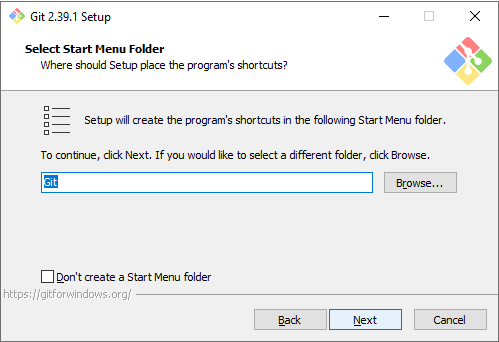 Git 2.39.1 Setup
Select Start Menu Folder
Where should Setup place the program's shortcuts?
Setup will create the program's shortcuts in the following Start Menu folder.
To continue, click Next. If you would like to select a different folder, click Browse.
Git
Browse...
Don't create a Start Menu folder
https://gitforwindows.org/
Back
Next
Cancel